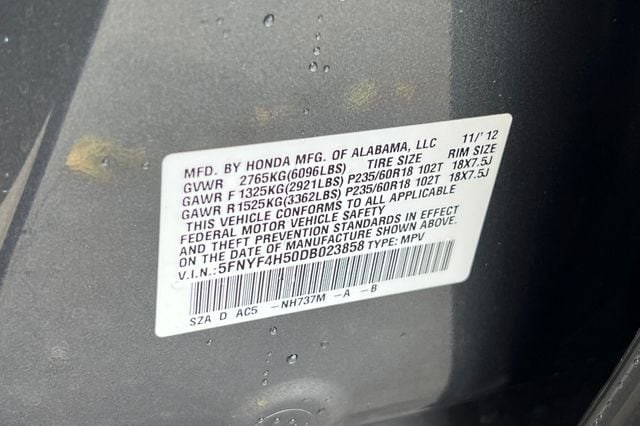 MFD. BY HONDA MFG. OF ALABAMA, LLC 11/'12
GVWR 2765KG(6096LBS) TIRE SIZE RIM SIZE
GAWR F1325KG(2921LBS) P235/60R18 102T 18X7.5J
GAWR R1525KG(3362LBS) P235/60R18 102T 18X7.5J
THIS VEHICLE CONFORMS TO ALL APPLICABLE
FEDERAL MOTOR VEHICLE SAFETY
AND THEFT PREVENTION STANDARDS IN EFFECT
ON THE DATE OF MANUFACTURE SHOWN ABOVE.
V.I.N.:5FNYF4H50DB023858 TYPE: MPV
SZA D AC5 -NH737M -A -B